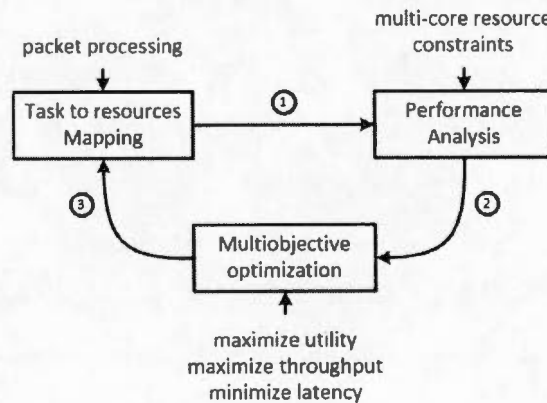 packet processing
multi-core resource
constraints
Task to resources
Mapping
1
Performance
Analysis
3
2
Multiobjective
optimization
maximize utility
maximize throughput
minimize latency